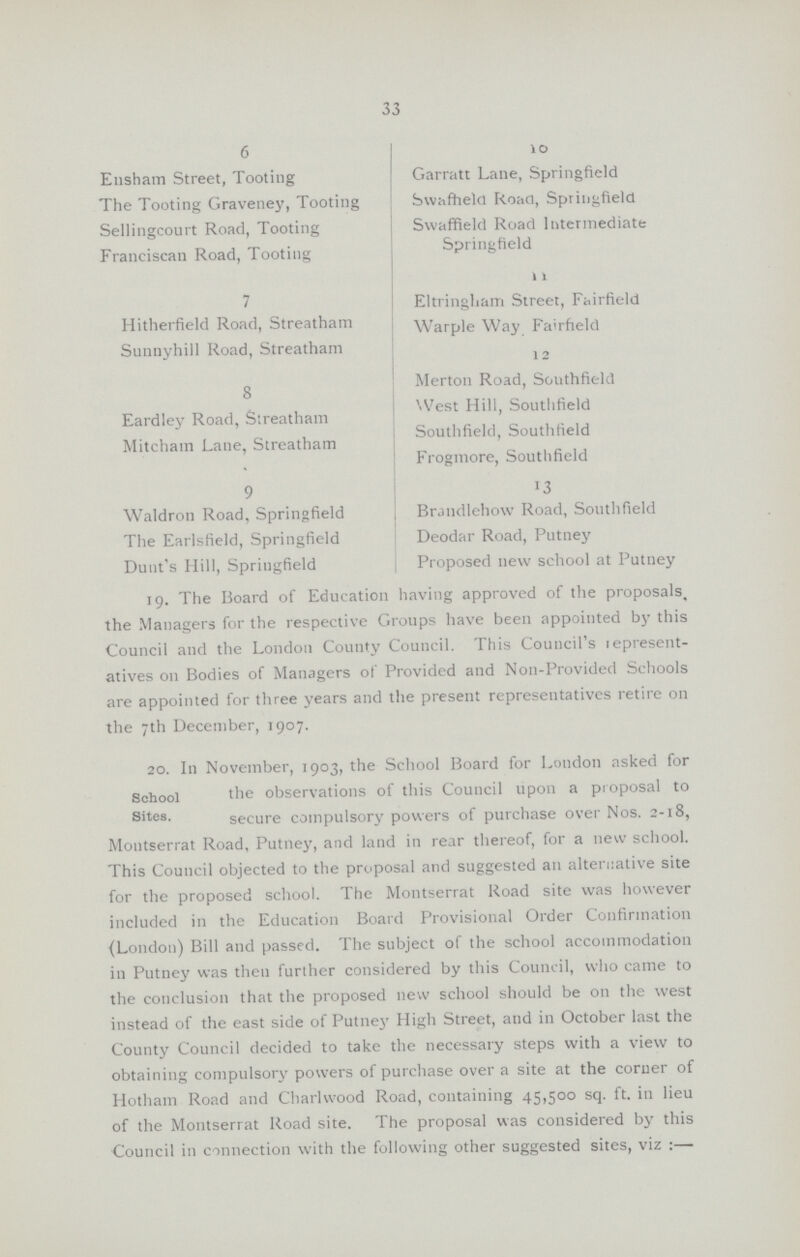 33
6
Ensham Street, Tooting
The Tooting Graveney, Tooting
Sellingcourt Road, Tooting
Franciscan Road, Tooting
7
Hitherfield Road, Streatham
Sunnyhill Road, Streatham
8
Eardley Road, Streatham
Mitcham Lane, Streatham
9
Waldron Road, Springfield
The Earlsfield, Springfield
Dunt's Hill, Springfield
10
Garratt Lane, Springfield
Swaffield Road, Springfield
Swaffield Road Intermediate
Springfield
11
Eltringham Street, Fairfield
Warple Way Fairfield
12
Merton Road, Southfield
West Hill, Southfield
Southfield, Southfield
Frogmore, Southfield
13
Brandlehow Road, Southfield
Deodar Road, Putney
Proposed new school at Putney
19. The Board of Education having approved of the proposals,
the Managers for the respective Groups have been appointed by this
Council and the London County Council. This Council's represent-
atives on Bodies of Managers of Provided and Non-Provided Schools
are appointed for three years and the present representatives retire on
the 7th December, 1907.
20. In November, 1903, the School Board for London asked for
School the observations of this Council upon a proposal to
Sites. secure compulsory powers of purchase over Nos. 2-18,
Montserrat Road, Putney, and land in rear thereof, for a new school.
This Council objected to the proposal and suggested an alternative site
for the proposed school. The Montserrat Road site was however
included in the Education Board Provisional Order Confirmation
(London) Bill and passed. The subject of the school accommodation
in Putney was then further considered by this Council, who came to
the conclusion that the proposed new school should be on the west
instead of the east side of Putney High Street, and in October last the
County Council decided to take the necessary steps with a view to
obtaining compulsory powers of purchase over a site at the corner of
Hotham Road and Charlwood Road, containing 45,500 sq. ft. in lieu
of the Montserrat Road site. The proposal was considered by this
Council in connection with the following other suggested sites, viz :—